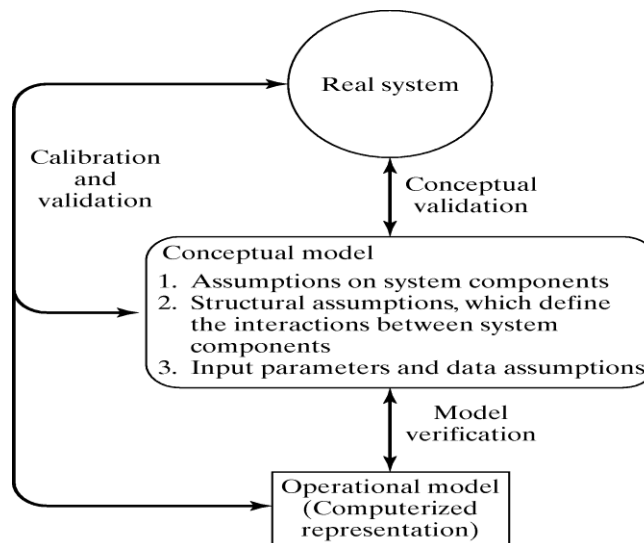 Real system
Calibration
and
validation
Conceptual
validation
Conceptual model
1. Assumptions on system components
2. Structural assumptions, which define
the interactions between system
components
3. Input parameters and data assumptions
Model
verification
Operational model
(Computerized
representation)